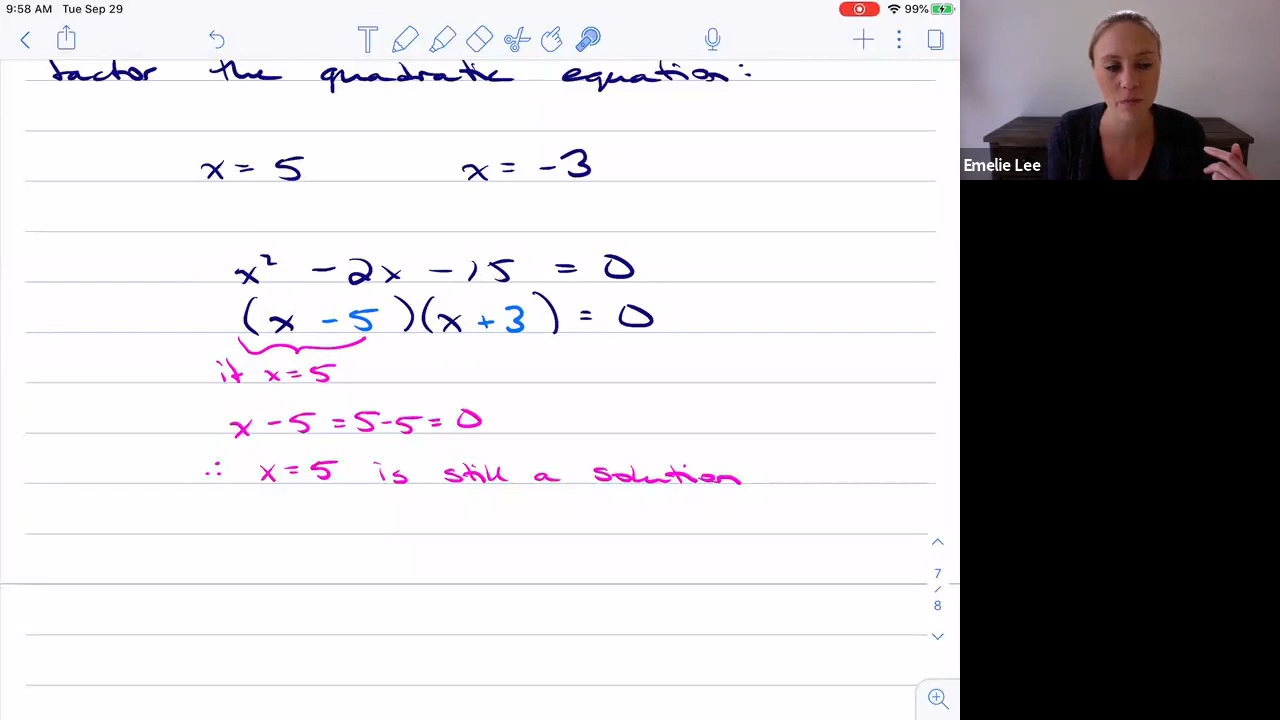 9:58 AM Tue Sep 29
99%
factor the quadratic equation:
x = 5 x = -3
x² - 2x - 15 = 0
(x - 5)(x + 3) = 0
if x = 5
x - 5 = 5 - 5 = 0
∴ x = 5 is still a solution
7
/
8
Emelie Lee